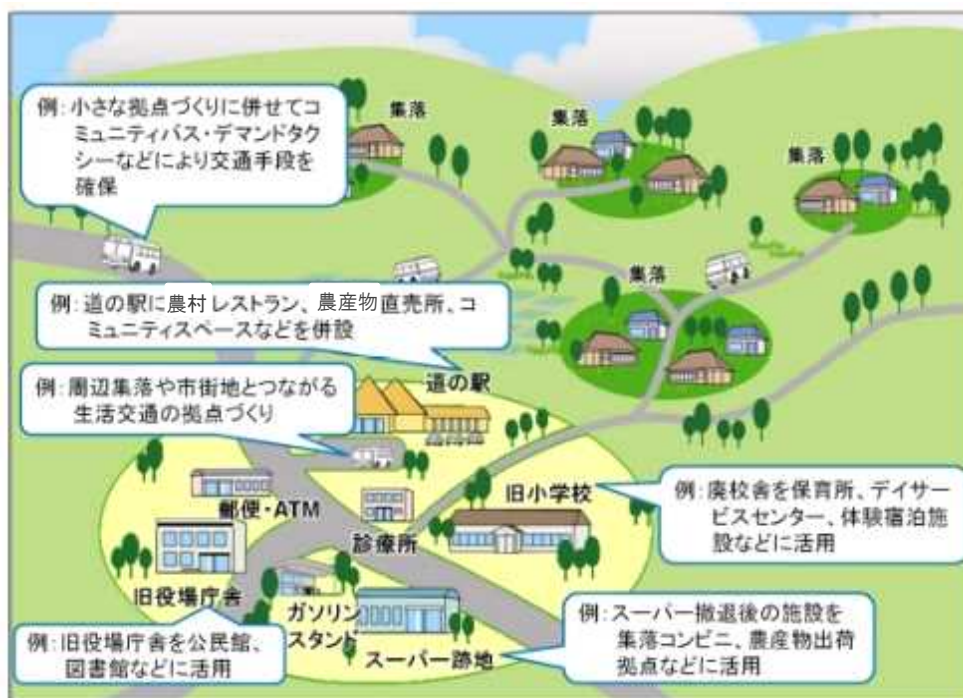 例：小さな拠点づくりに併せてコ
ミュニティバス・デマンドタク
シーなどにより交通手段を
確保
集落
集落
集落
集落
例：道の駅に農村レストラン、農産物直売所、コ
ミュニティスペースなどを併設
例：周辺集落や市街地とつながる
生活交通の拠点づくり
道の駅
郵便・ATM
診療所
旧小学校
例：廃校舎を保育所、デイサー
ビスセンター、体験宿泊施
設などに活用
旧役場庁舎
ガソリン
スタンド
スーパー跡地
例：旧役場庁舎を公民館、
図書館などに活用
例：スーパー撤退後の施設を
集落コンビニ、農産物出荷
拠点などに活用